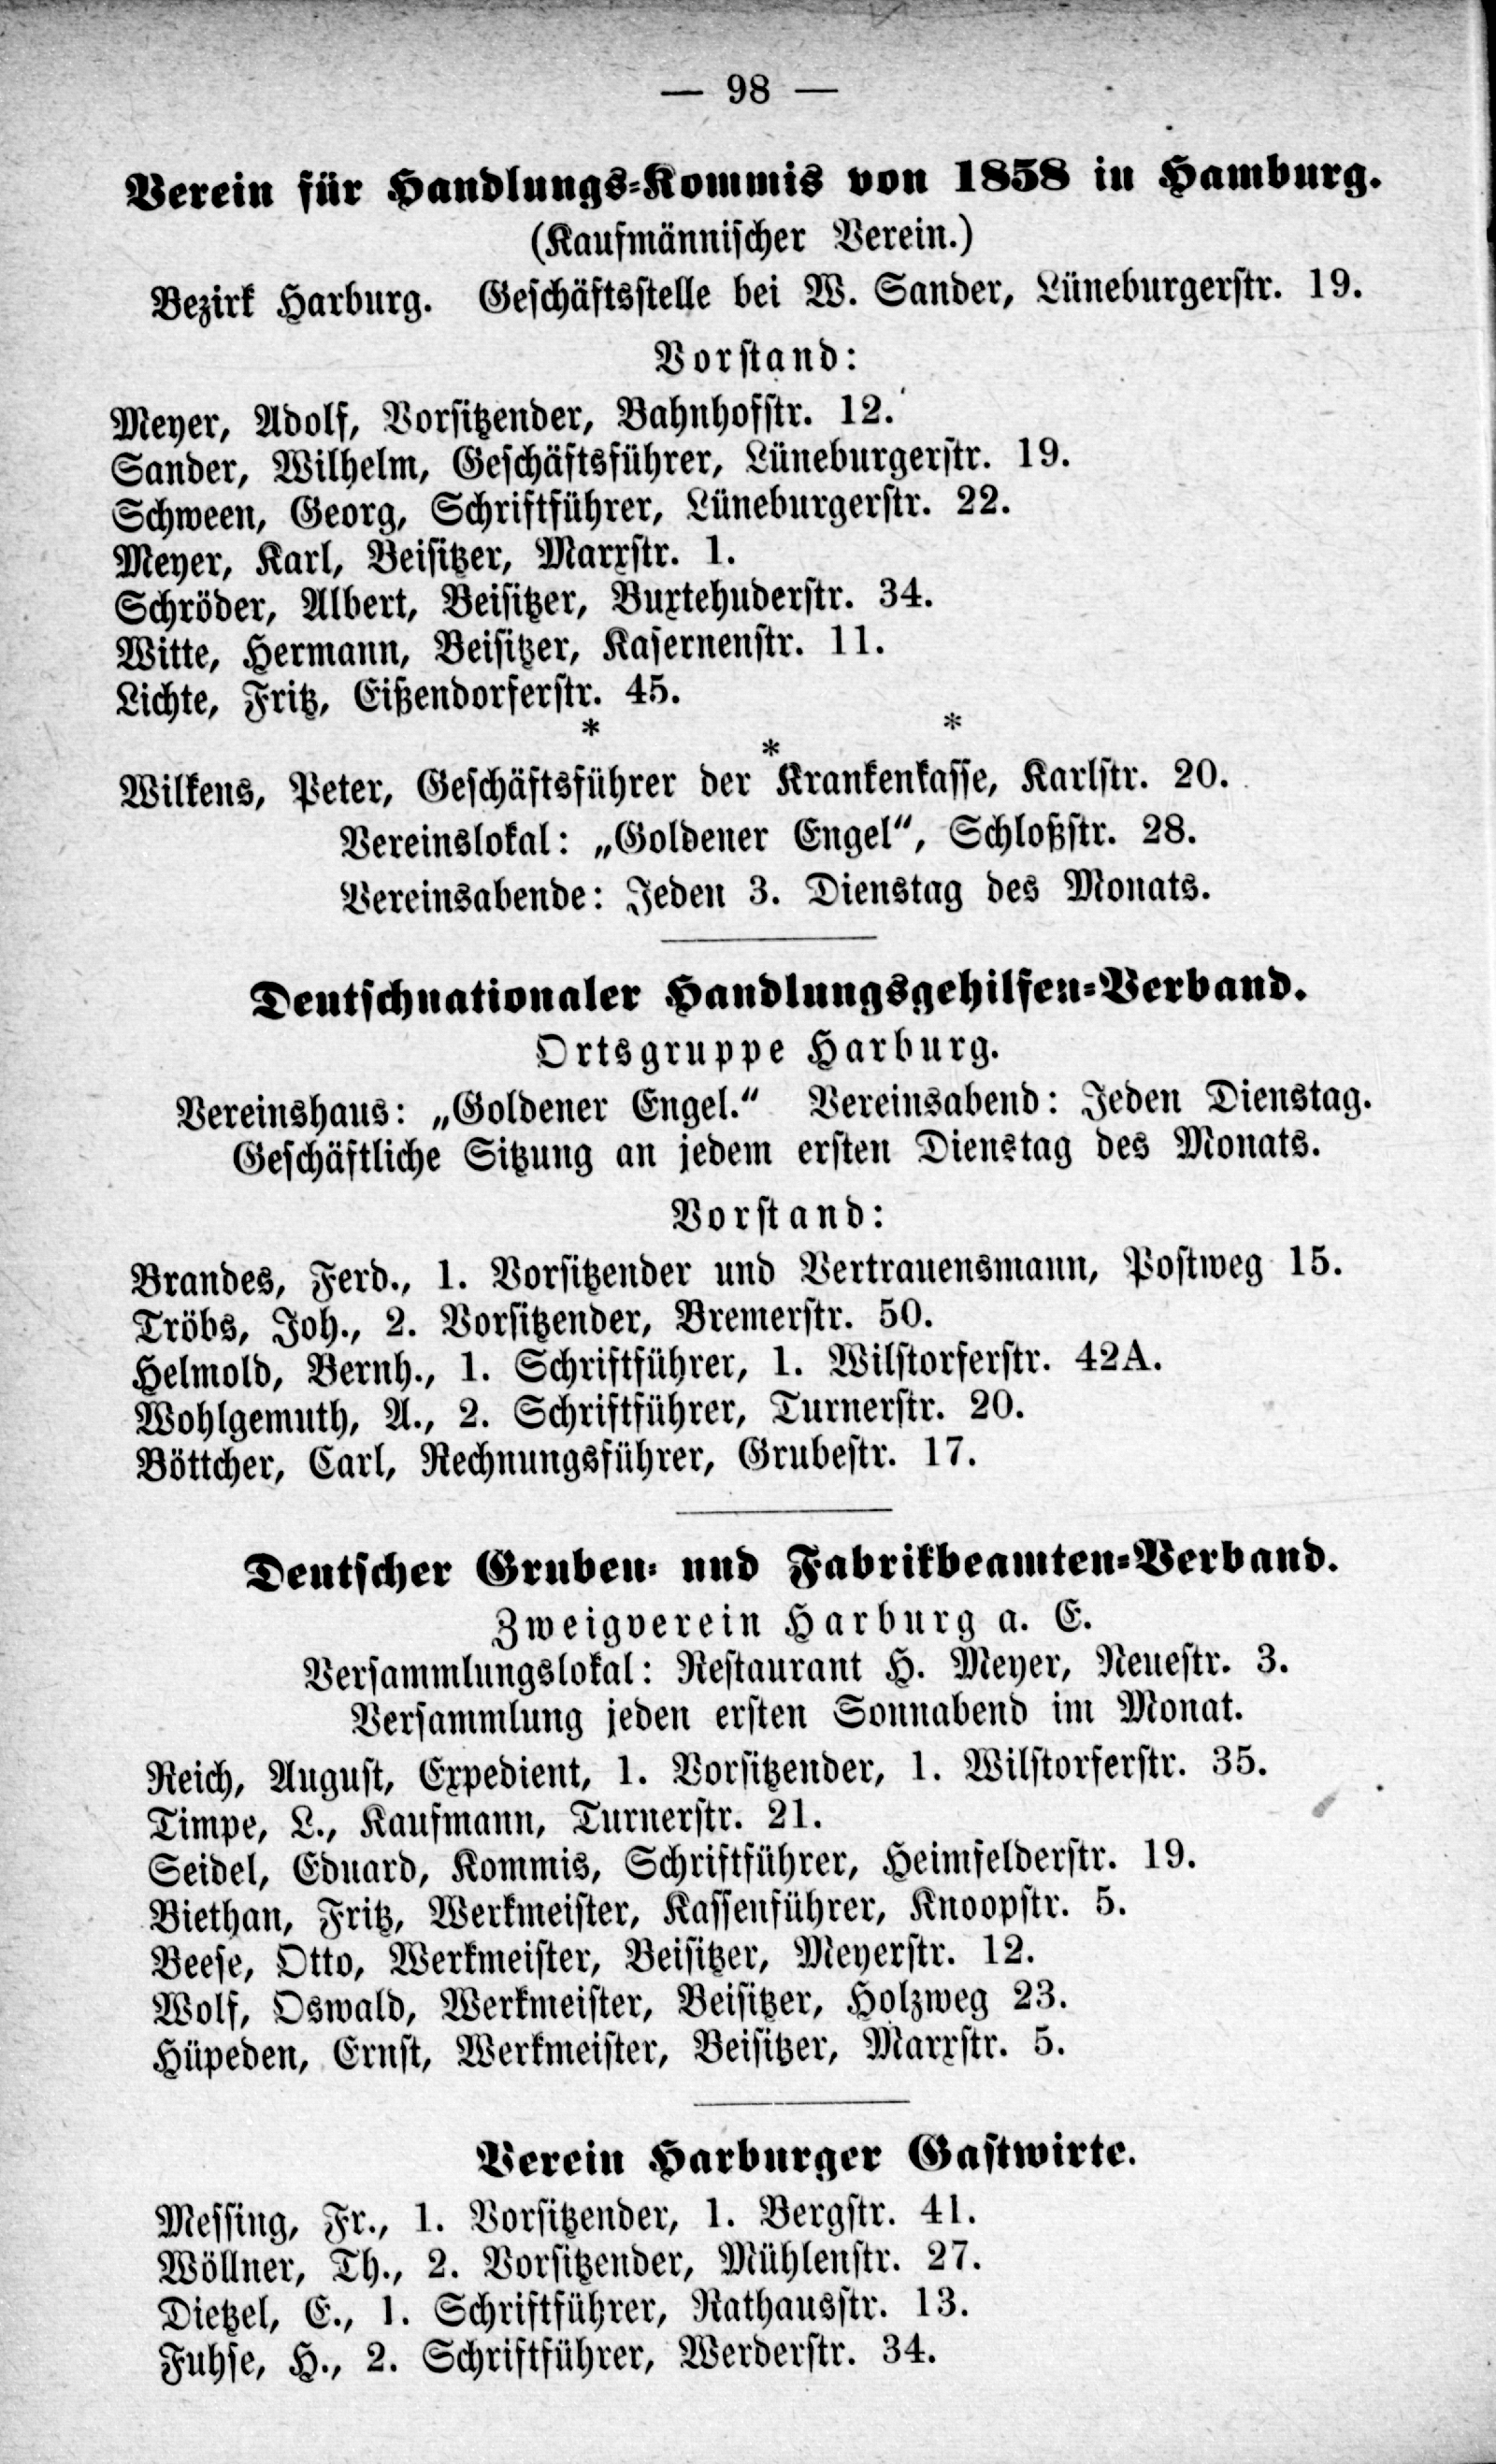 — 98 —
Verein für Handlungs-Kommis von 1858 in Hamburg.
(Kaufmännischer Verein.)
Bezirk Harburg. Geschäftsstelle bei W. Sander, Lüneburgerstr. 19.
Vorstand:
Meyer, Adolf, Vorsitzender, Bahnhofstr. 12.
Sander, Wilhelm, Geschäftsführer, Lüneburgerstr. 19.
Schween, Georg, Schriftführer, Lüneburgerstr. 22.
Meyer, Karl, Beisitzer, Marxstr. 1.
Schröder, Albert, Beisitzer, Buxtehuderstr. 34.
Witte, Hermann, Beisitzer, Kasernenstr. 11.
Lichte, Fritz, Eißendorferstr. 45.
* * *
Wilkens, Peter, Geschäftsführer der Krankenkasse, Karlstr. 20.
Vereinslokal: „Goldener Engel“, Schloßstr. 28.
Vereinsabende: Jeden 3. Dienstag des Monats.
Deutschnationaler Handlungsgehilfen-Verband.
Ortsgruppe Harburg.
Vereinshaus: „Goldener Engel.“ Vereinsabend: Jeden Dienstag.
Geschäftliche Sitzung an jedem ersten Dienstag des Monats.
Vorstand:
Brandes, Ferd., 1. Vorsitzender und Vertrauensmann, Postweg 15.
Tröbs, Joh., 2. Vorsitzender, Bremerstr. 50.
Helmold, Bernh., 1. Schriftführer, 1. Wilstorferstr. 42A.
Wohlgemuth, A., 2. Schriftführer, Turnerstr. 20.
Böttcher, Carl, Rechnungsführer, Grubestr. 17.
Deutscher Gruben- und Fabrikbeamten-Verband.
Zweigverein Harburg a. E.
Versammlungslokal: Restaurant H. Meyer, Neuestr. 3.
Versammlung jeden ersten Sonnabend im Monat.
Reich, August, Expedient, 1. Vorsitzender, 1. Wilstorferstr. 35.
Timpe, L., Kaufmann, Turnerstr. 21.
Seidel, Eduard, Kommis, Schriftführer, Heimfelderstr. 19.
Biethan, Fritz, Werkmeister, Kassenführer, Knoopstr. 5.
Beese, Otto, Werkmeister, Beisitzer, Meyerstr. 12.
Wolf, Oswald, Werkmeister, Beisitzer, Holzweg 23.
Hüpeden, Ernst, Werkmeister, Beisitzer, Marxstr. 5.
Verein Harburger Gastwirte.
Messing, Fr., 1. Vorsitzender, 1. Bergstr. 41.
Wöllner, Th., 2. Vorsitzender, Mühlenstr. 27.
Dietzel, E., 1. Schriftführer, Rathausstr. 13.
Fuhse, H., 2. Schriftführer, Werderstr. 34.